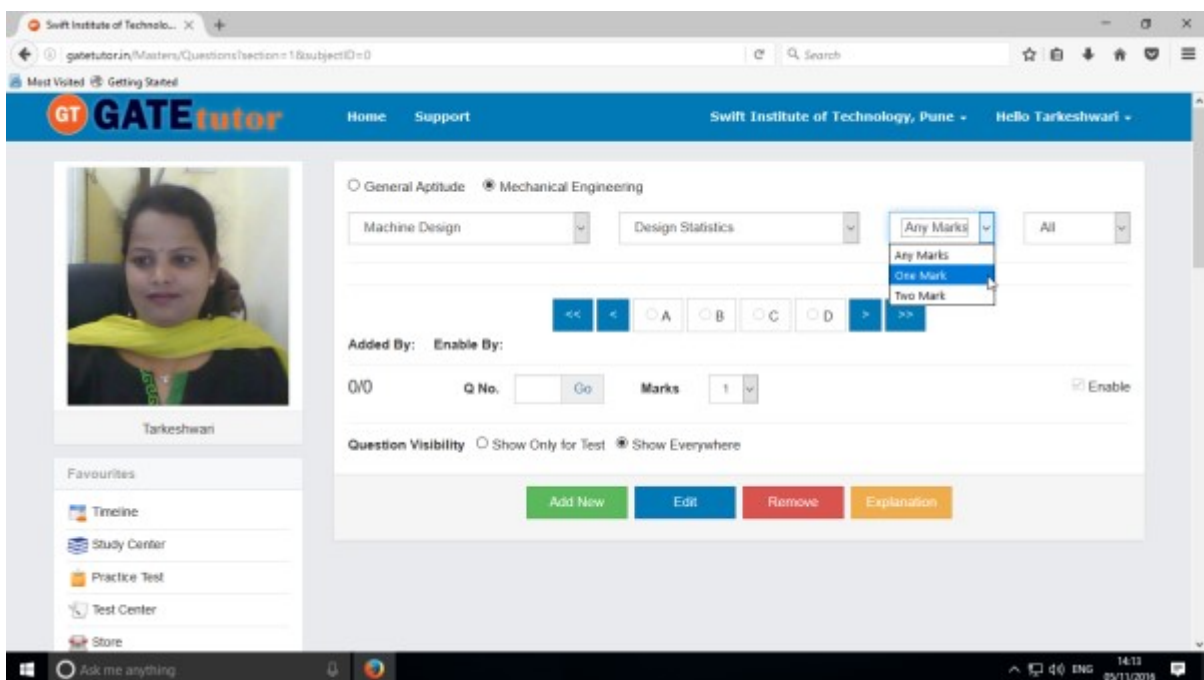 Swift Institute of Technolo...
gatetutor.in/Masters/Questions?section=1&subjectID=0
Search
Most Visited Getting Started
GT GATEtutor Home Support Swift Institute of Technology, Pune Hello Tarkeshwari
General Aptitude Mechanical Engineering
Machine Design Design Statistics Any Marks All
Any Marks
One Mark
Two Mark
<< < A B C D > >>
Added By: Enable By:
0/0 Q No. Go Marks 1 Enable
Tarkeshwari
Question Visibility Show Only for Test Show Everywhere
Favourites
Add New Edit Remove Explanation
Timeline
Study Center
Practice Test
Test Center
Store
Ask me anything ENG 14:13
05/11/2016